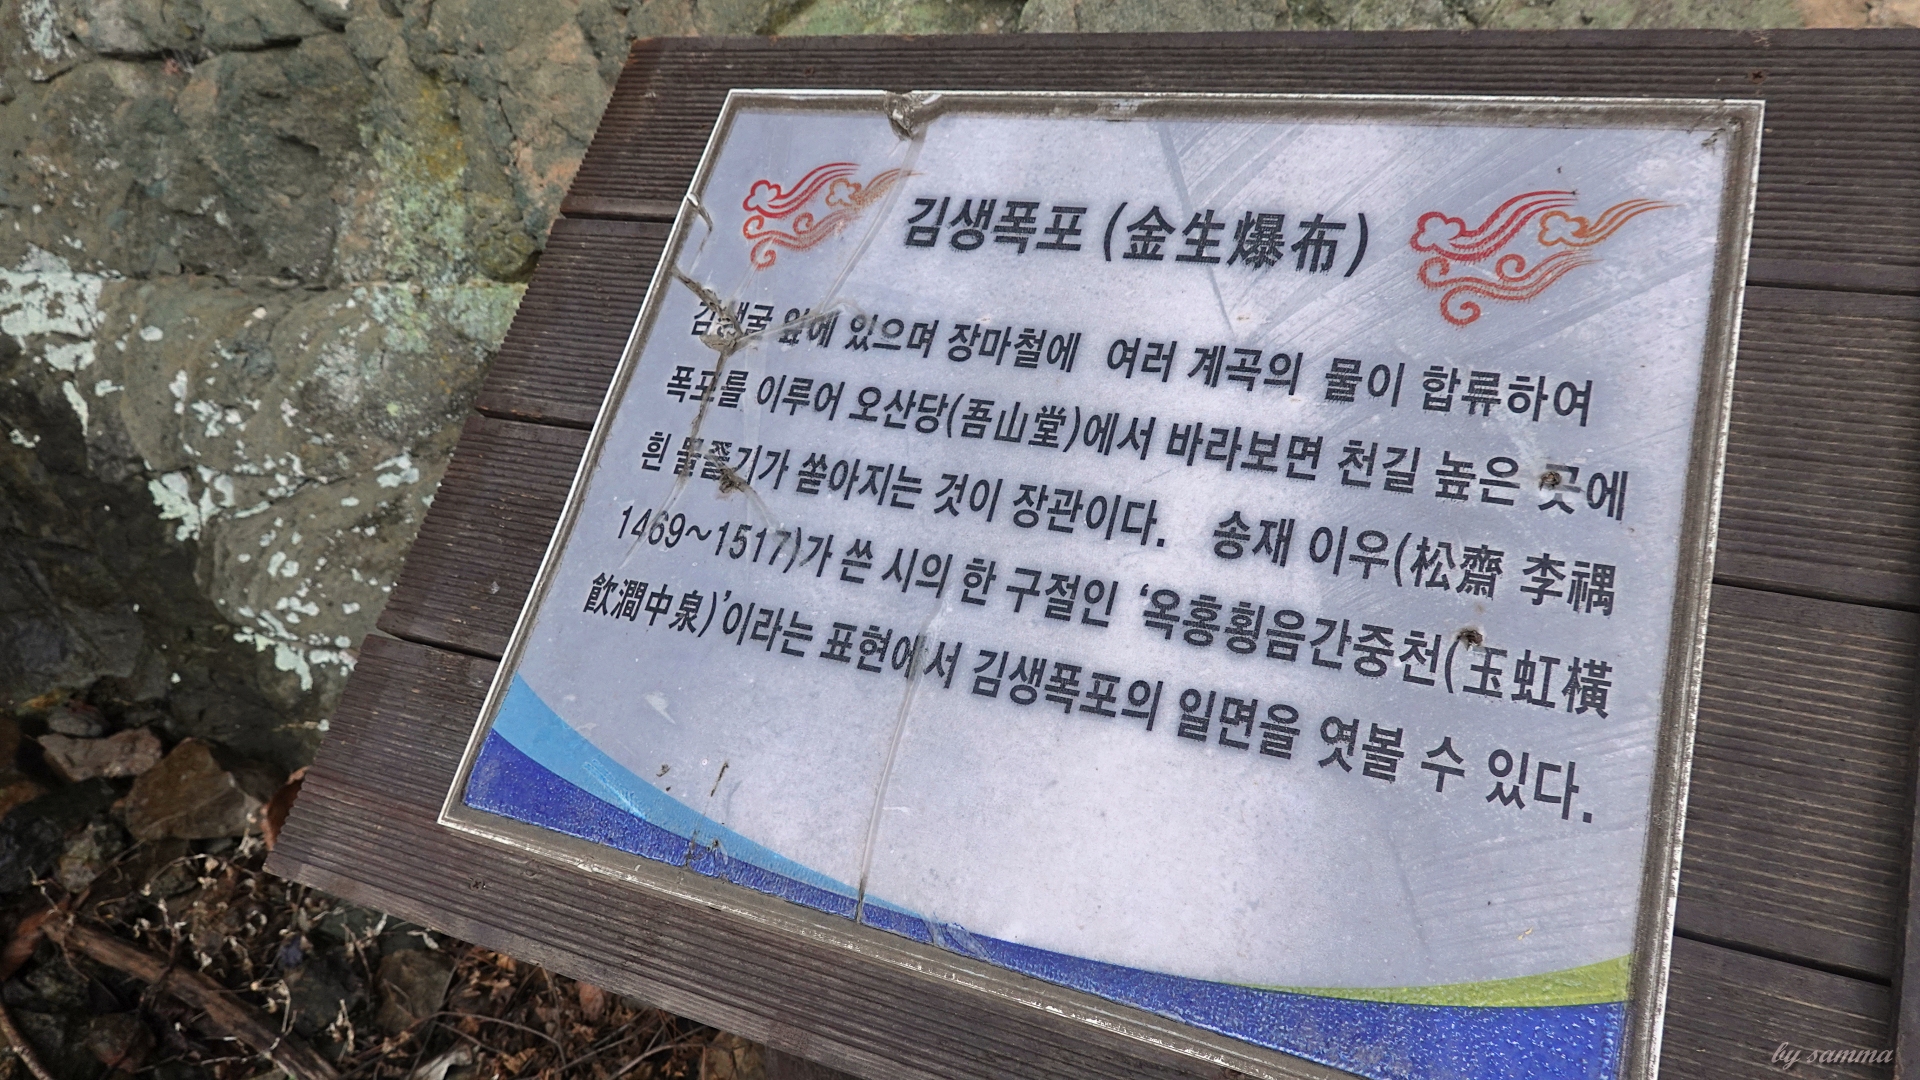 김생폭포 (金生爆布)
김생굴 앞에 있으며 장마철에 여러 계곡의 물이 합류하여
폭포를 이루어 오산당(吾山堂)에서 바라보면 천길 높은 곳에
흰 물줄기가 쏟아지는 것이 장관이다. 송재 이우(松齋 李堣
1469~1517)가 쓴 시의 한 구절인 '옥홍횡음간중천(玉虹橫
飮澗中泉)'이라는 표현에서 김생폭포의 일면을 엿볼 수 있다.
by samma